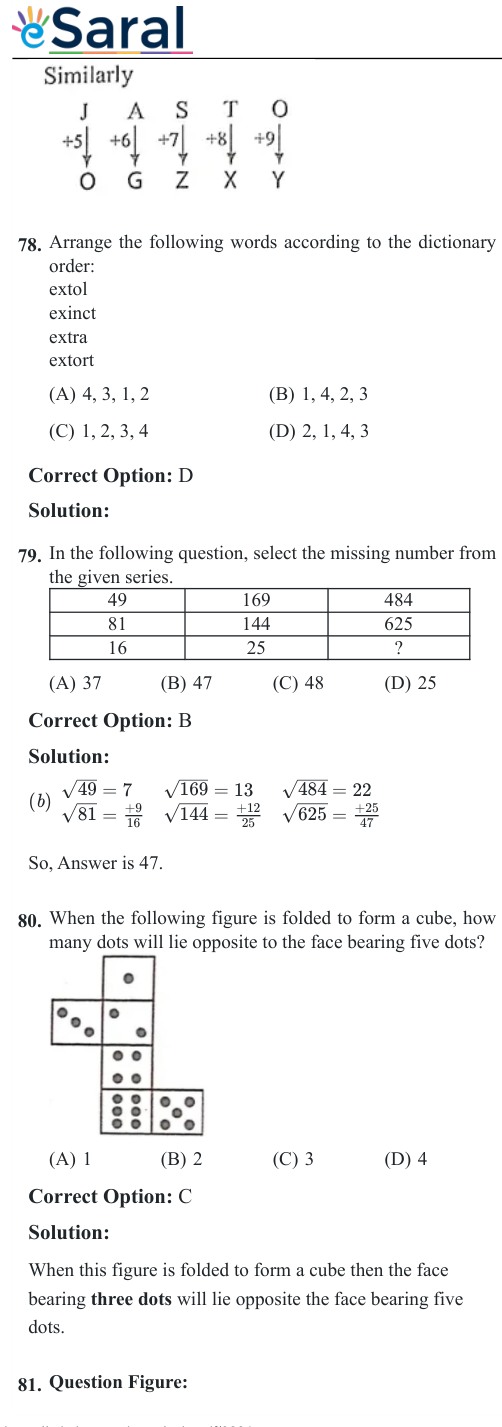 eSaral
Similarly
J A S T O
+5 +6 +7 +8 +9
O G Z X Y
78. Arrange the following words according to the dictionary
order:
extol
exinct
extra
extort
(A) 4, 3, 1, 2 (B) 1, 4, 2, 3
(C) 1, 2, 3, 4 (D) 2, 1, 4, 3
Correct Option: D
Solution:
79. In the following question, select the missing number from
the given series.
49 169 484
81 144 625
16 25 ?
(A) 37 (B) 47 (C) 48 (D) 25
Correct Option: B
Solution:
(b) √49 = 7 √169 = 13 √484 = 22
√81 = +9/16 √144 = +12/25 √625 = +25/47
So, Answer is 47.
80. When the following figure is folded to form a cube, how
many dots will lie opposite to the face bearing five dots?
(A) 1 (B) 2 (C) 3 (D) 4
Correct Option: C
Solution:
When this figure is folded to form a cube then the face
bearing three dots will lie opposite the face bearing five
dots.
81. Question Figure: